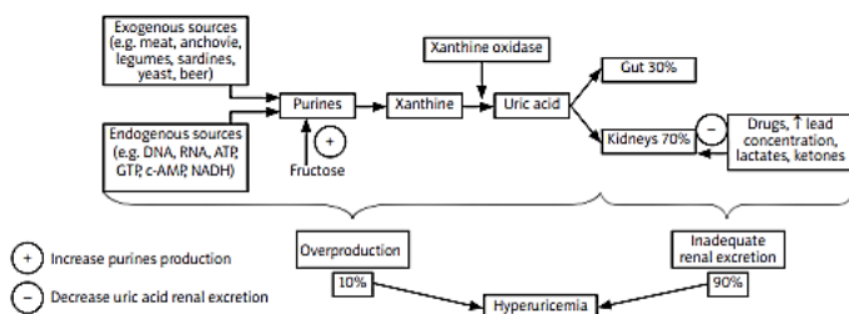 Exogenous sources
(e.g. meat, anchovie,
legumes, sardines,
yeast, beer)
Xanthine oxidase
Gut 30%
Purines
Xanthine
Uric acid
Endogenous sources
(e.g. DNA, RNA, ATP,
GTP, c-AMP, NADH)
+
Fructose
Kidneys 70%
−
Drugs, ↑ lead
concentration,
lactates, ketones
+ Increase purines production
− Decrease uric acid renal excretion
Overproduction
10%
Inadequate
renal excretion
90%
Hyperuricemia